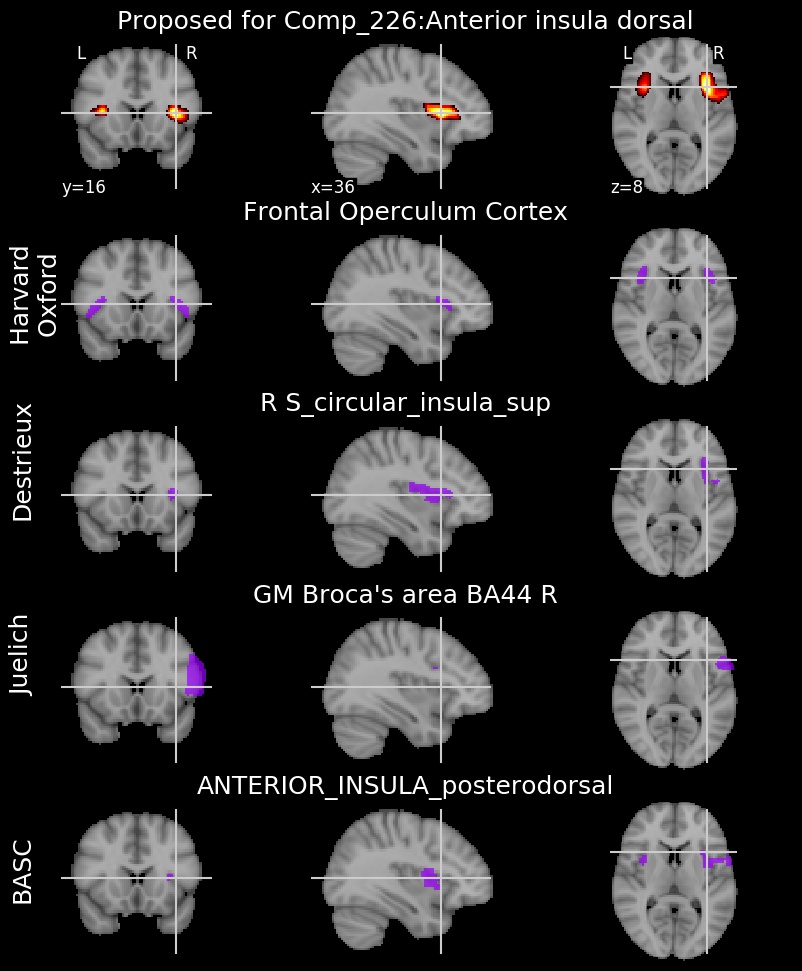 Proposed for Comp_226:Anterior insula dorsal
L R L R
y=16 x=36 z=8
Frontal Operculum Cortex
Harvard
Oxford
R S_circular_insula_sup
Destrieux
GM Broca's area BA44 R
Juelich
ANTERIOR_INSULA_posterodorsal
BASC